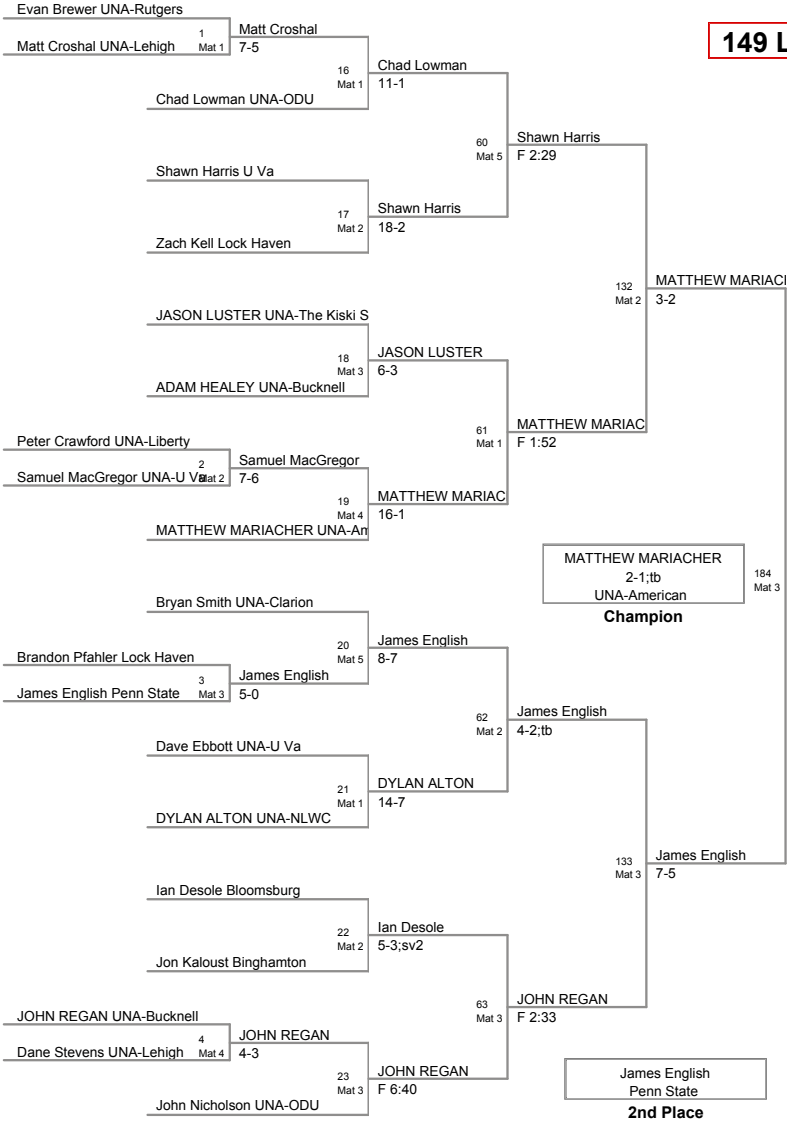 Evan Brewer UNA-Rutgers
1
Mat 1
Matt Croshal
Matt Croshal UNA-Lehigh
7-5
149 L
16
Mat 1
Chad Lowman
11-1
Chad Lowman UNA-ODU
60
Mat 5
Shawn Harris
F 2:29
Shawn Harris U Va
17
Mat 2
Shawn Harris
18-2
Zach Kell Lock Haven
132
Mat 2
MATTHEW MARIACI
3-2
JASON LUSTER UNA-The Kiski S
18
Mat 3
JASON LUSTER
6-3
ADAM HEALEY UNA-Bucknell
61
Mat 1
MATTHEW MARIAC
F 1:52
Peter Crawford UNA-Liberty
2
Mat 2
Samuel MacGregor
Samuel MacGregor UNA-U Va
7-6
19
Mat 4
MATTHEW MARIAC
16-1
MATTHEW MARIACHER UNA-Am
MATTHEW MARIACHER
2-1;tb
UNA-American
Champion
184
Mat 3
Bryan Smith UNA-Clarion
20
Mat 5
James English
8-7
Brandon Pfahler Lock Haven
3
Mat 3
James English
James English Penn State
5-0
62
Mat 2
James English
4-2;tb
Dave Ebbott UNA-U Va
21
Mat 1
DYLAN ALTON
14-7
DYLAN ALTON UNA-NLWC
133
Mat 3
James English
7-5
Ian Desole Bloomsburg
22
Mat 2
Ian Desole
5-3;sv2
Jon Kaloust Binghamton
63
Mat 3
JOHN REGAN
F 2:33
JOHN REGAN UNA-Bucknell
4
Mat 4
JOHN REGAN
Dane Stevens UNA-Lehigh
4-3
23
Mat 3
JOHN REGAN
F 6:40
John Nicholson UNA-ODU
James English
Penn State
2nd Place